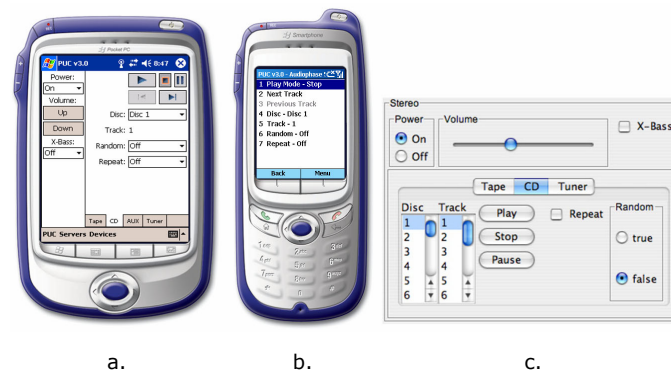 Pocket PC
PUC v3.0 8:47
Power:
On
Volume:
Up
Down
X-Bass:
Off
Disc: Disc 1
Track: 1
Random: Off
Repeat: Off
Tape CD AUX Tuner
PUC Servers Devices
Smartphone
PUC v3.0 - Audiophase
1 Play Mode - Stop
2 Next Track
3 Previous Track
4 Disc - Disc 1
5 Track - 1
6 Random - Off
7 Repeat - Off
Back Menu
Stereo
Power
On
Off
Volume
X-Bass
Tape CD Tuner
Disc Track
1 1
2 2
3 3
4 4
5 5
6 6
Play
Stop
Pause
Repeat
Random
true
false
a. b. c.